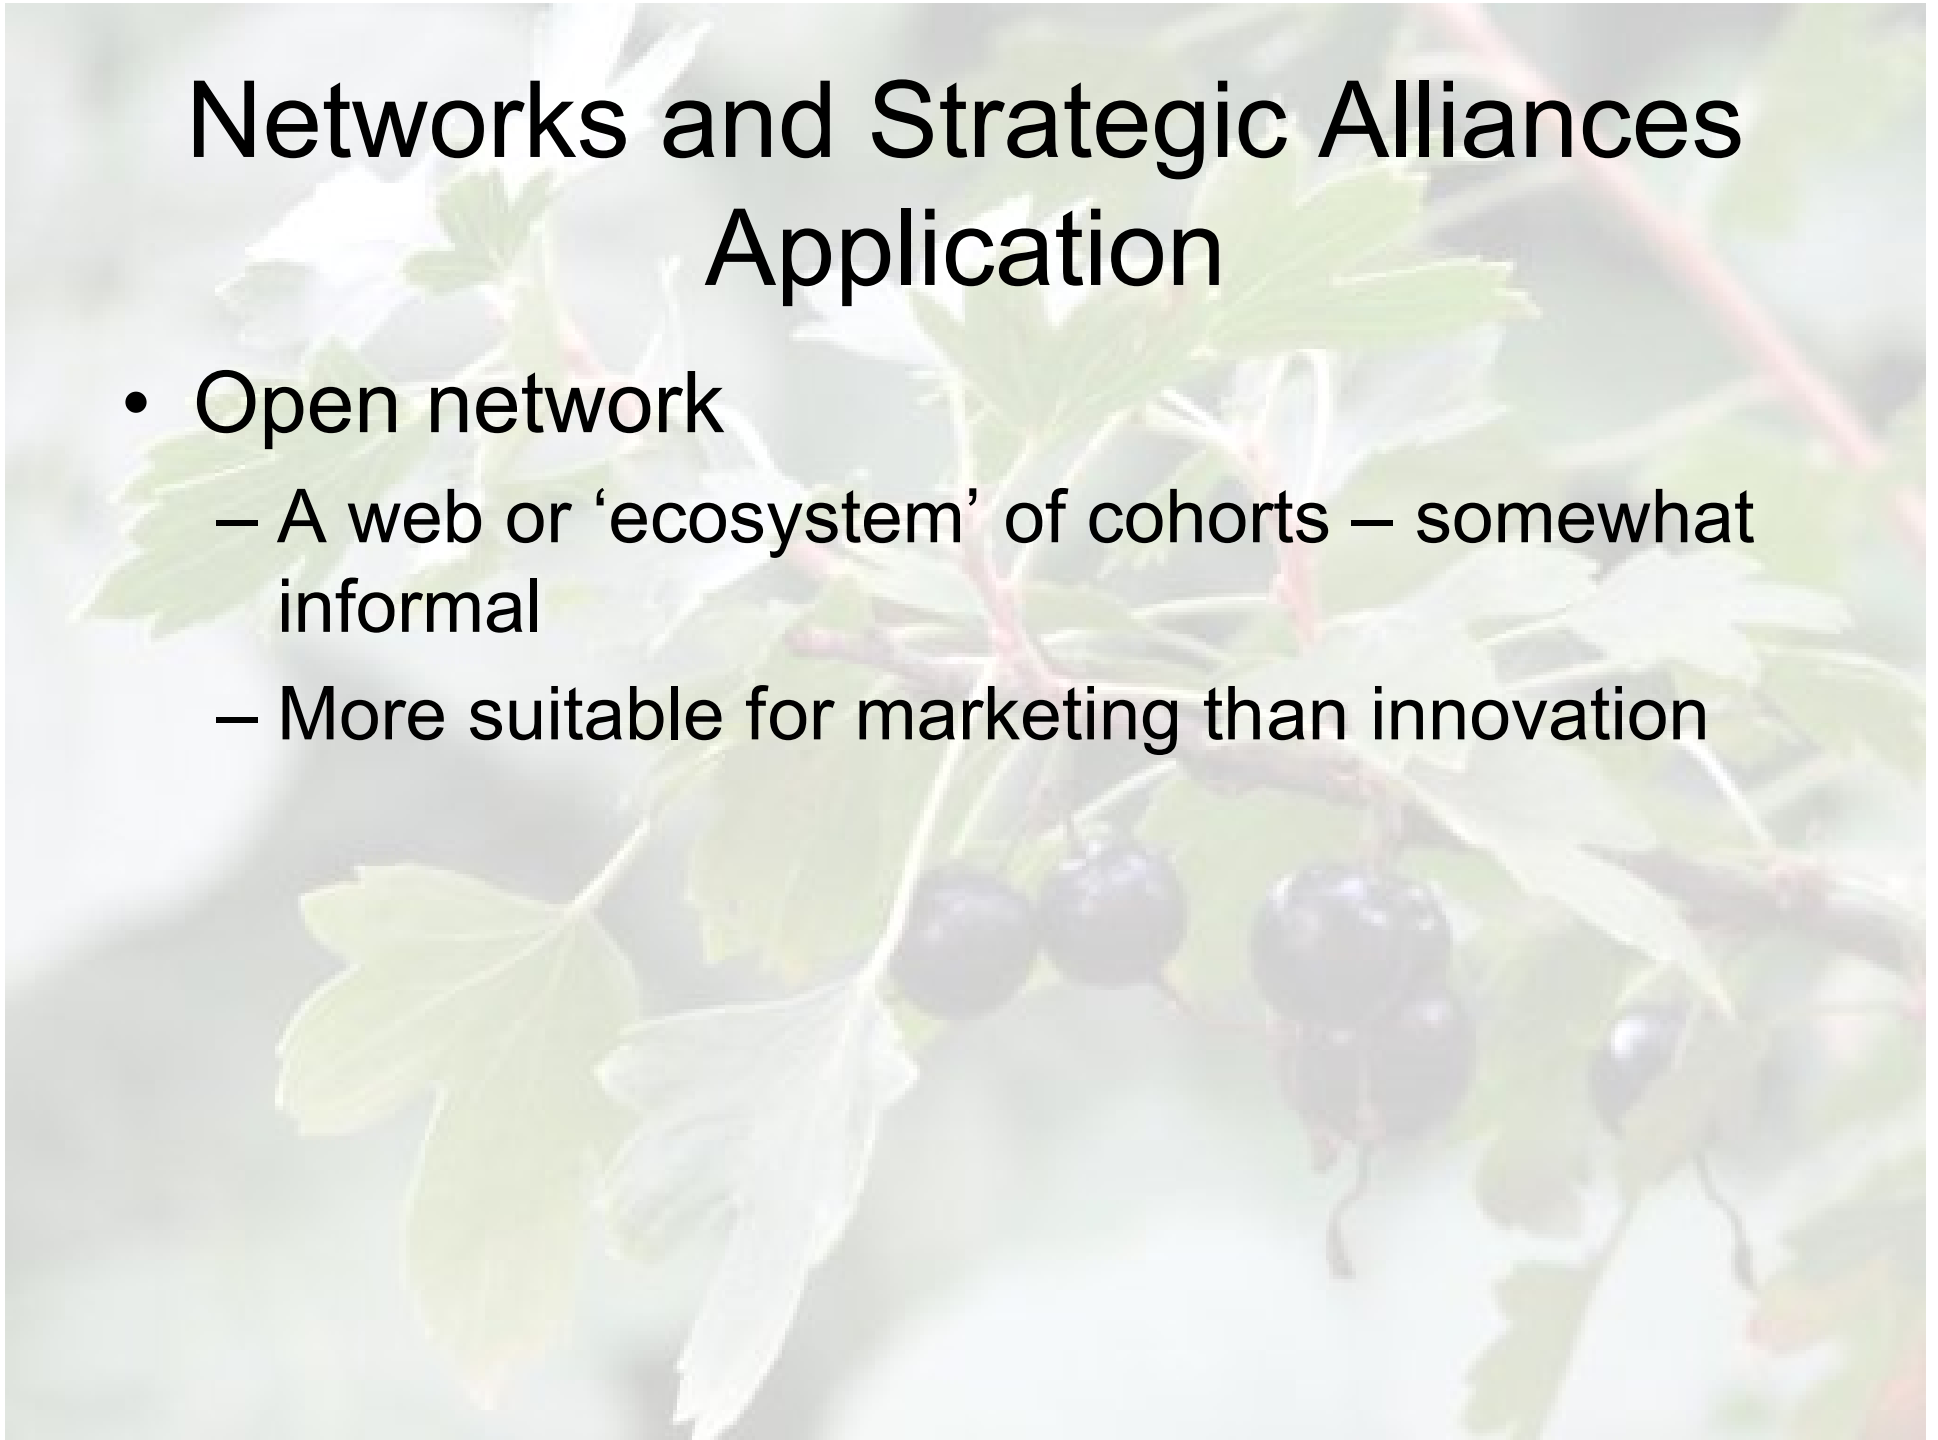 Networks and Strategic Alliances
Application
• Open network
– A web or ‘ecosystem’ of cohorts – somewhat
informal
– More suitable for marketing than innovation